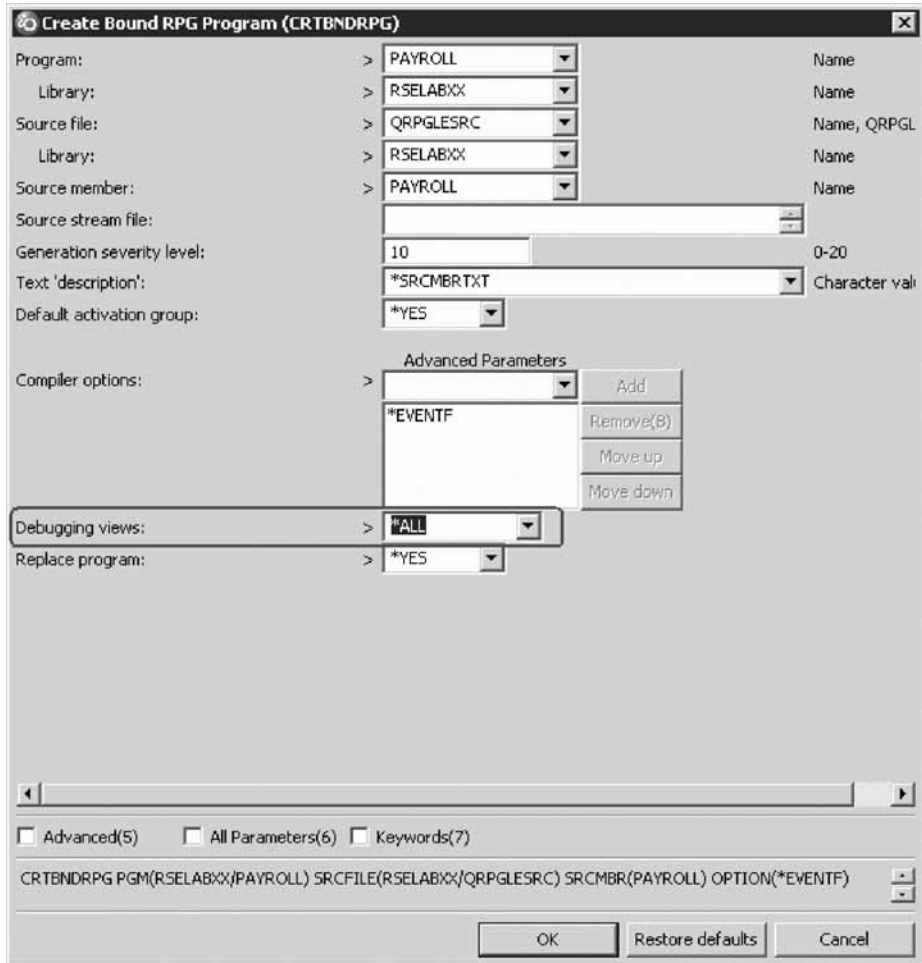 Create Bound RPG Program (CRTBNDRPG)
Program: > PAYROLL Name
Library: > RSELABXX Name
Source file: > QRPGLESRC Name, QRPGL
Library: > RSELABXX Name
Source member: > PAYROLL Name
Source stream file:
Generation severity level: 10 0-20
Text 'description': *SRCMBRTXT Character val
Default activation group: *YES
Advanced Parameters
Compiler options: > Add
*EVENTF Remove(B)
Move up
Move down
Debugging views: > *ALL
Replace program: > *YES
Advanced(5) All Parameters(6) Keywords(7)
CRTBNDRPG PGM(RSELABXX/PAYROLL) SRCFILE(RSELABXX/QRPGLESRC) SRCMBR(PAYROLL) OPTION(*EVENTF)
OK Restore defaults Cancel